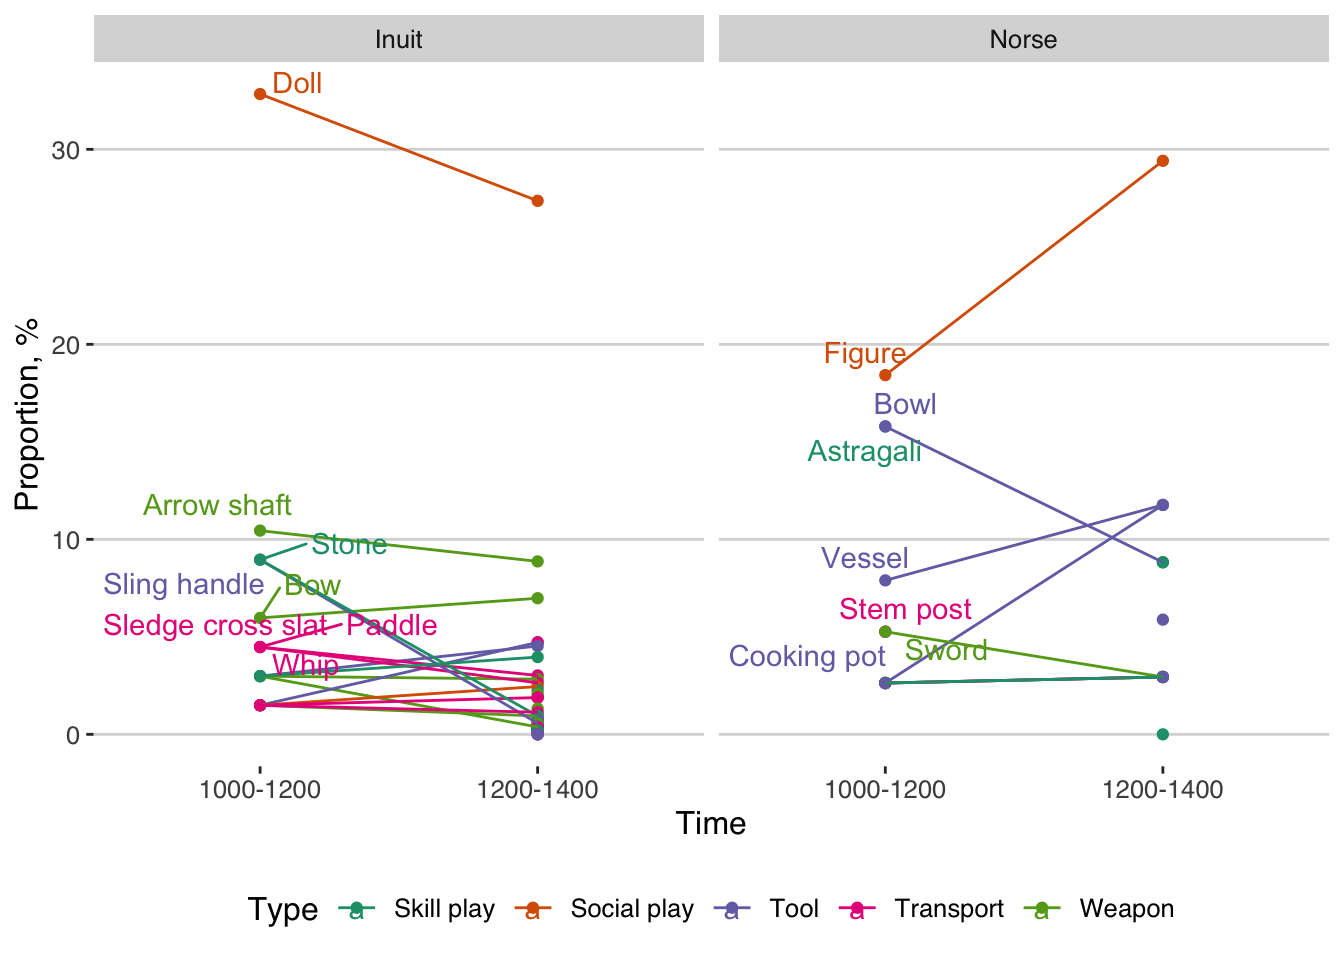 Inuit
Norse
Doll
30
Figure
20
Bowl
Astragali
Proportion, %
Arrow shaft
10
Stone
Vessel
Sling handle
Bow
Stem post
Sledge cross slat
Paddle
Sword
Cooking pot
Whip
0
1000-1200
1200-1400
1000-1200
1200-1400
Time
Type
a Skill play
a Social play
a Tool
a Transport
a Weapon